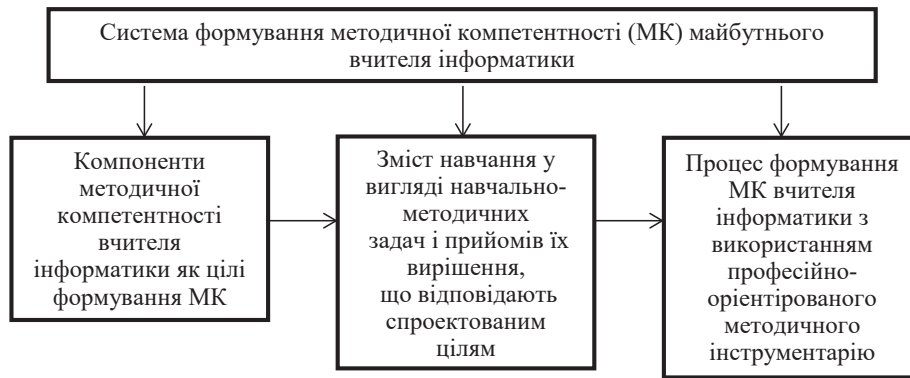 Система формування методичної компетентності (МК) майбутнього
вчителя інформатики
Компоненти
методичної
компетентності
вчителя
інформатики як цілі
формування МК
Зміст навчання у
вигляді навчально-
методичних
задач і прийомів їх
вирішення,
що відповідають
спроектованим
цілям
Процес формування
МК вчителя
інформатики з
використанням
професійно-
оріентірованого
методичного
інструментарію